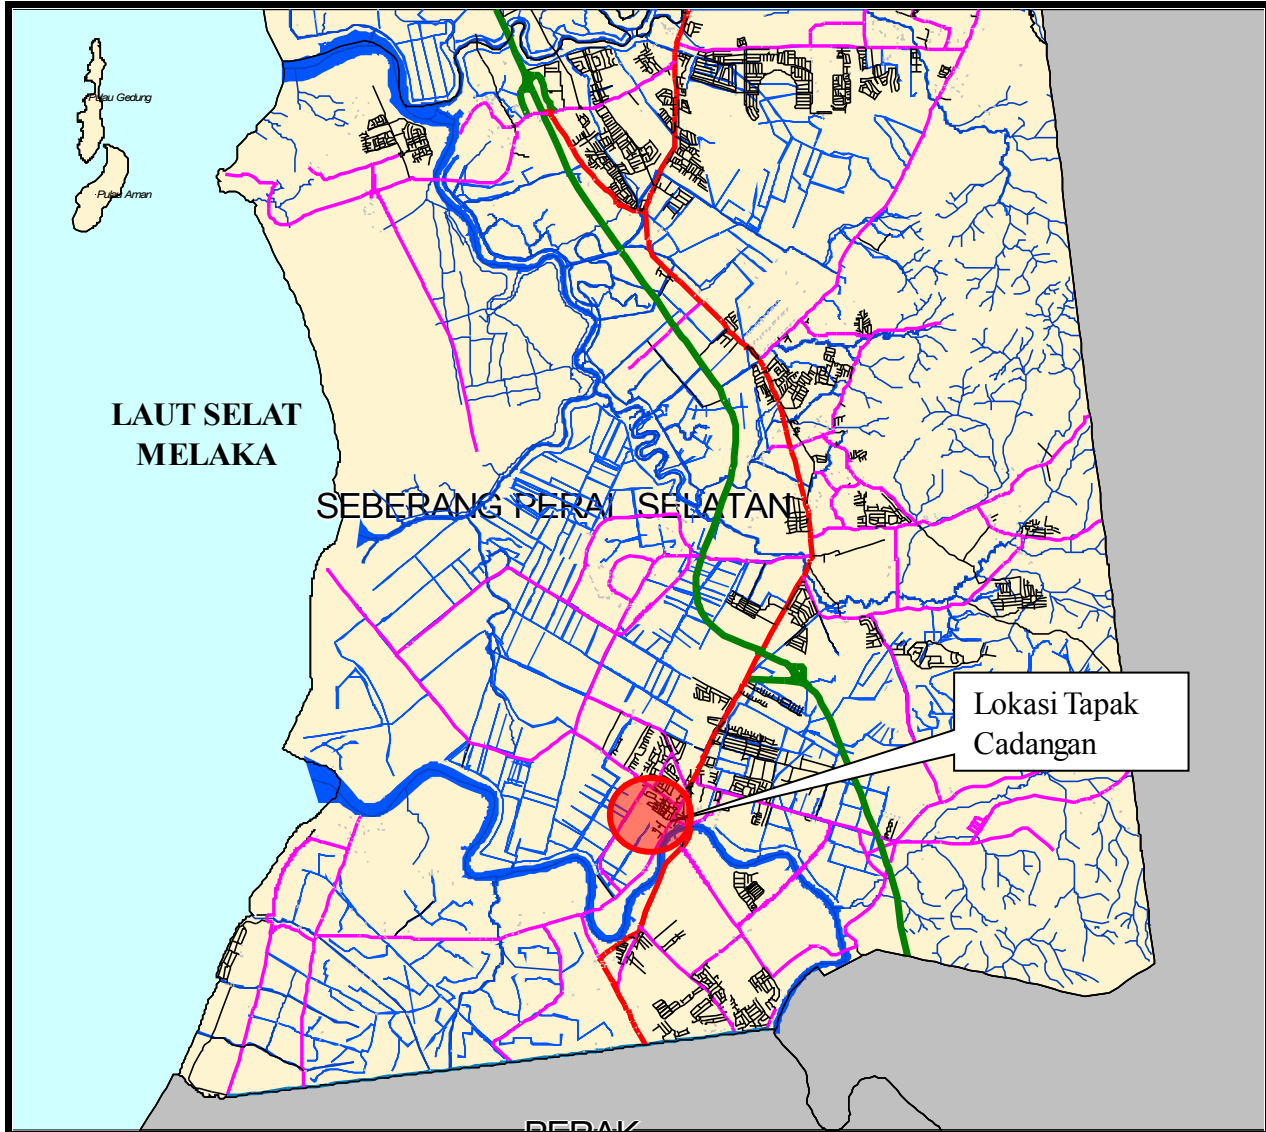 Pulau Gedung
Pulau Aman
LAUT SELAT
MELAKA
SEBERANG PERAI SELATAN
Lokasi Tapak
Cadangan
PERAK